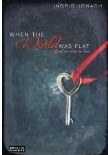 INGRID JONACH
WHEN THE
World
WAS FLAT